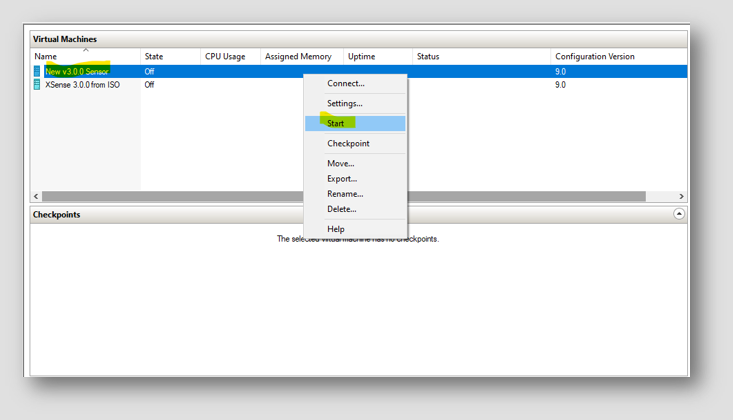 Virtual Machines
Name State CPU Usage Assigned Memory Uptime Status Configuration Version
New v3.0.0 Sensor Off 9.0
XSense 3.0.0 from ISO Off 9.0
Connect...
Settings...
Start
Checkpoint
Move...
Export...
Rename...
Delete...
Help
Checkpoints
The selected virtual machine has no checkpoints.